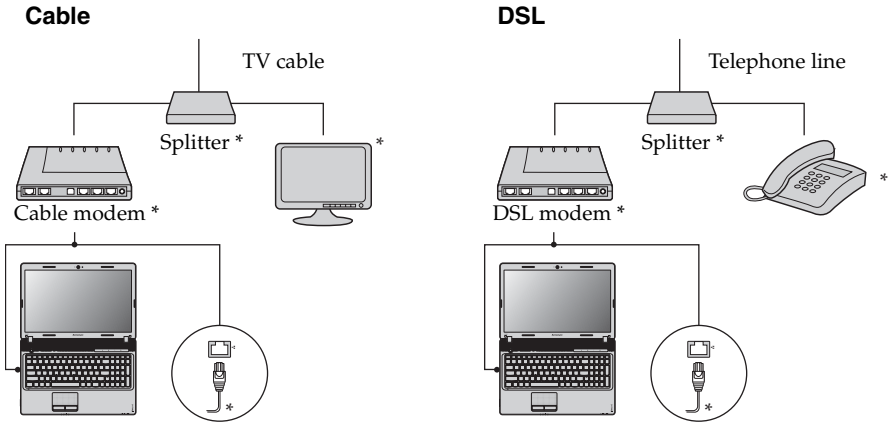 Cable
TV cable
Splitter *
*
Cable modem *
*
DSL
Telephone line
Splitter *
*
DSL modem *
*